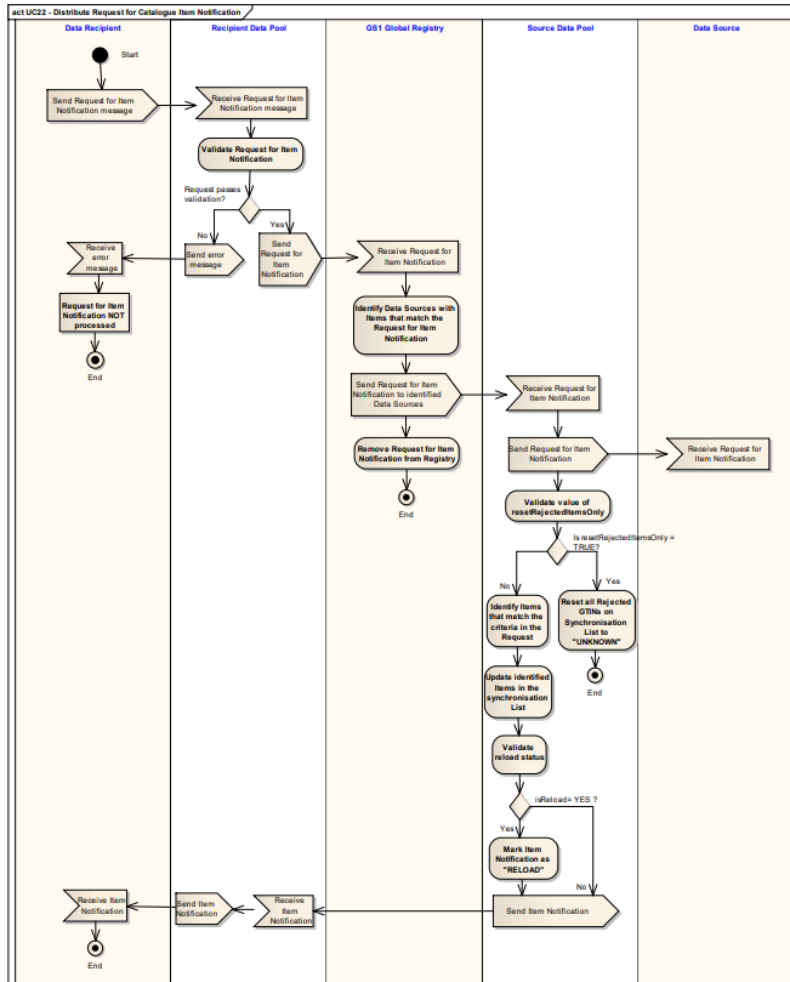 act UC22 - Distribute Request for Catalogue Item Notification
Data Recipient
Recipient Data Pool
GS1 Global Registry
Source Data Pool
Data Source
Start
Send Request for Item
Notification message
Receive Request for Item
Notification message
Validate Request for Item
Notification
Request passes
validation?
No
Yes
Receive
error
message
Send error
message
Send
Request for
Item
Notification
Receive Request for
Item Notification
Request for Item
Notification NOT
processed
End
Identify Data Sources with
Items that match the
Request for Item
Notification
Send Request for Item
Notification to identified
Data Sources
Receive Request for
Item Notification
Remove Request for Item
Notification from Registry
End
Send Request for Item
Notification
Receive Request for
Item Notification
Validate value of
resetRejectedItemsOnly
Is resetRejectedItemsOnly =
TRUE?
No
Yes
Identify Items
that match the
criteria in the
Request
Reset all Rejected
GTINs on
Synchronisation
List to
"UNKNOWN"
End
Update identified
Items in the
synchronisation
List
Validate
reload status
isReload= YES ?
Yes
Mark Item
Notification as
"RELOAD"
No
Receive Item
Notification
Send Item
Notification
Receive
Item
Notification
Send Item Notification
End